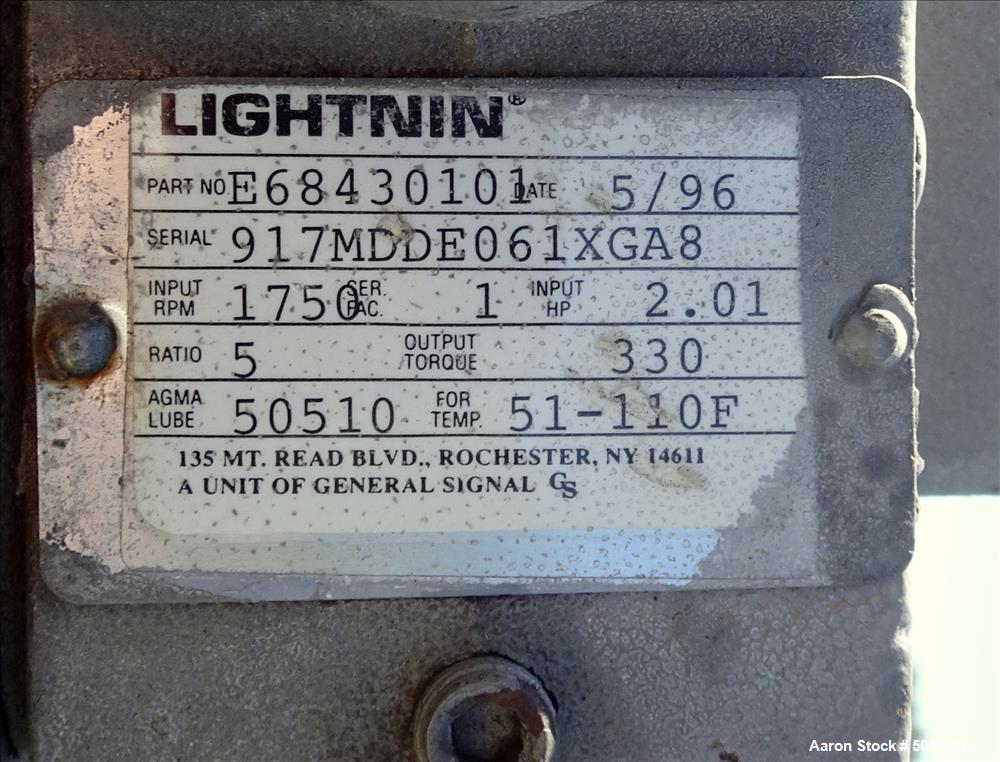 LIGHTNIN®
PART NO. E68430101 DATE 5/96
SERIAL 917MDDE061XGA8
INPUT RPM 1750 SER. FAC. 1 INPUT HP 2.01
RATIO 5 OUTPUT TORQUE 330
AGMA LUBE 50510 FOR TEMP. 51-110F
135 MT. READ BLVD., ROCHESTER, NY 14611
A UNIT OF GENERAL SIGNAL GS
Aaron Stock #